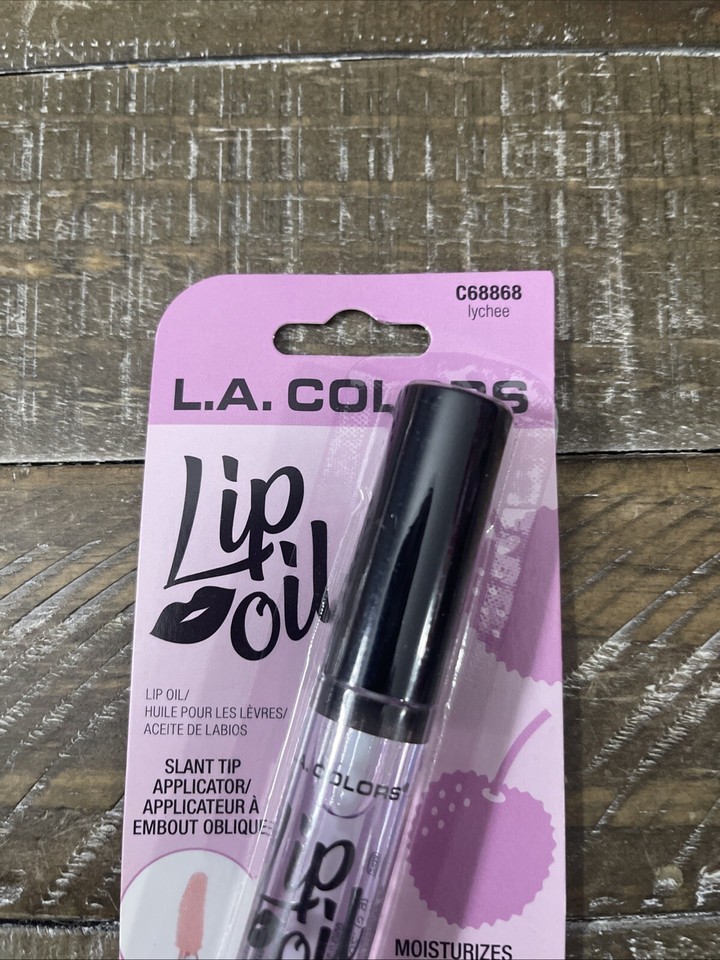 C68868
lychee
L.A. COLORS
Lip
oil
LIP OIL/
HUILE POUR LES LÈVRES/
ACEITE DE LABIOS
SLANT TIP
APPLICATOR/
APPLICATEUR À
EMBOUT OBLIQUE
L.A. COLORS
Lip
oil
MOISTURIZES